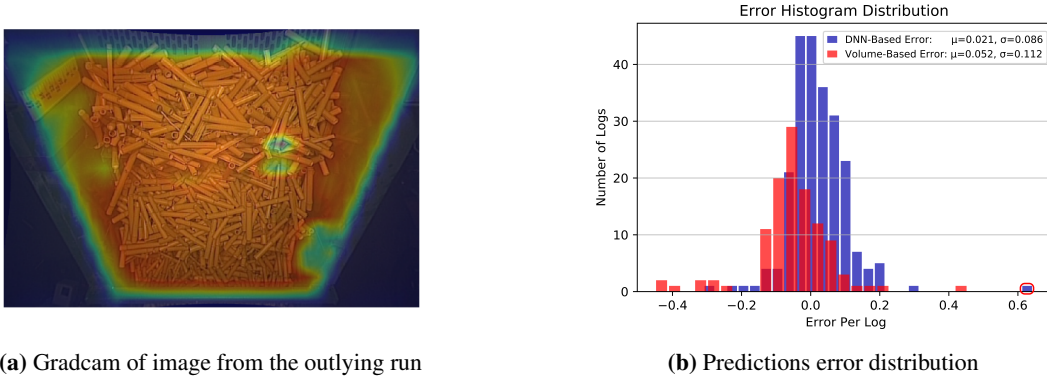 Error Histogram Distribution
DNN-Based Error: μ=0.021, σ=0.086
Volume-Based Error: μ=0.052, σ=0.112
Number of Logs
40
30
20
10
0
−0.4 −0.2 0.0 0.2 0.4 0.6
Error Per Log
(a) Gradcam of image from the outlying run
(b) Predictions error distribution